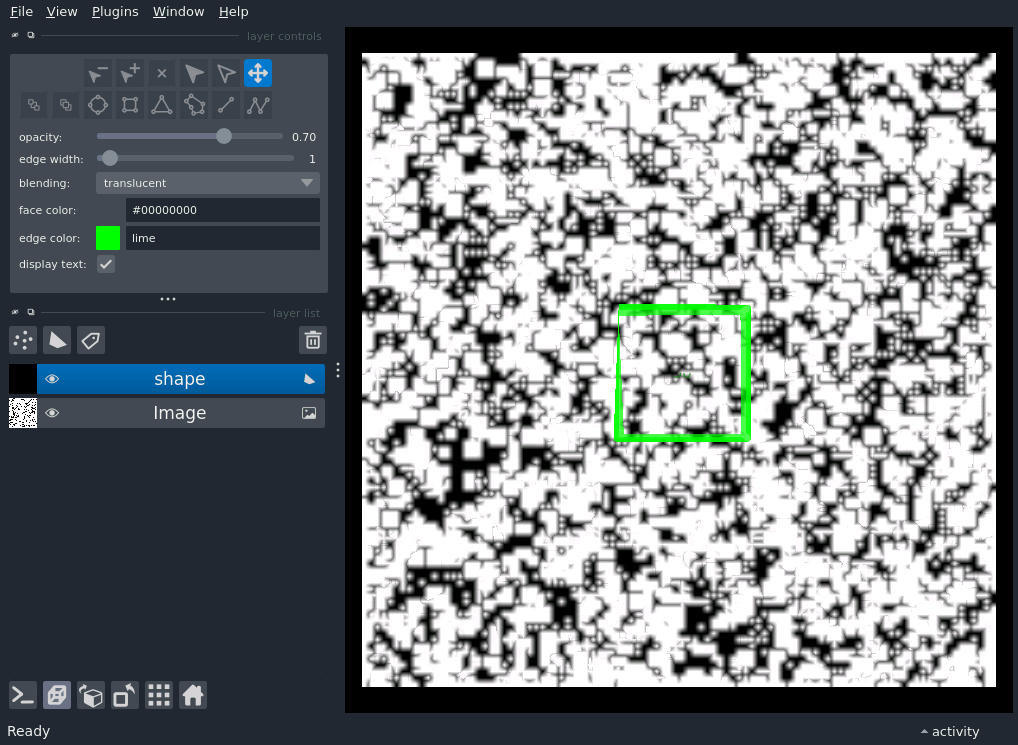 File View Plugins Window Help
layer controls
opacity: 0.70
edge width: 1
blending: translucent
face color: #00000000
edge color: lime
display text:
layer list
shape
Image
Ready activity